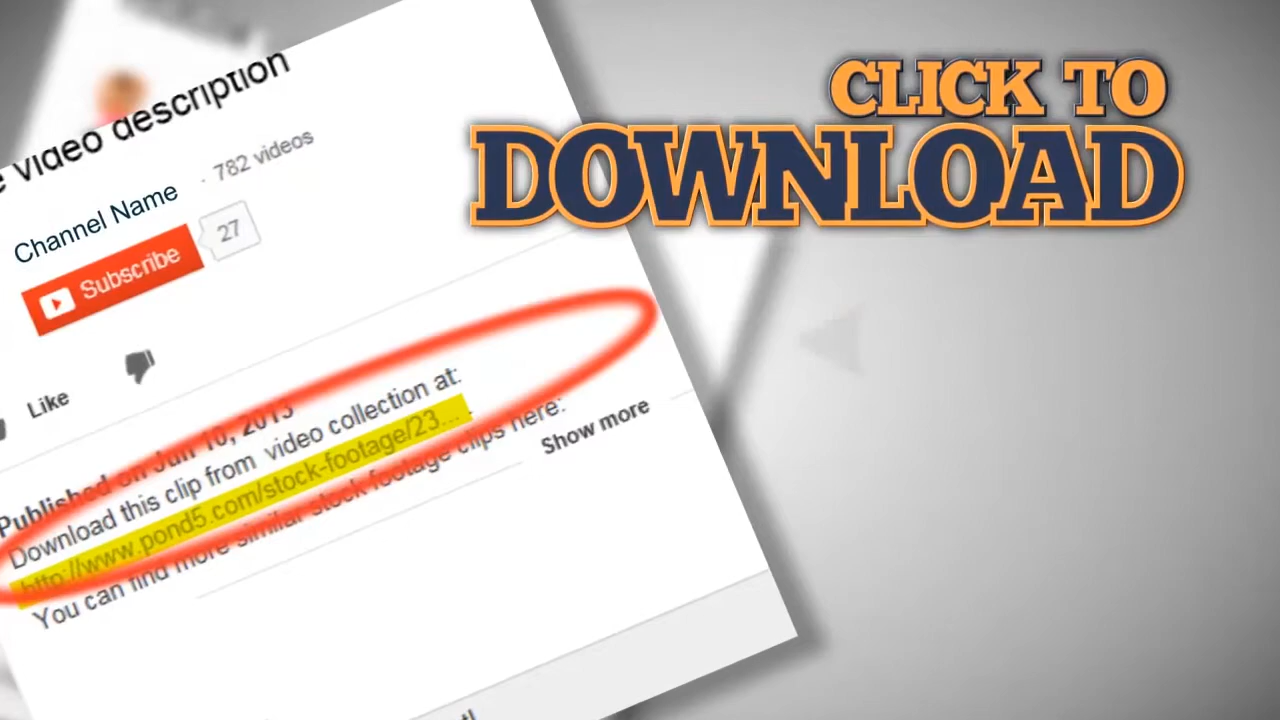 CLICK TO
DOWNLOAD
e video description
Channel Name
782 videos
Subscribe
27
Like
Published on Jun 10, 2013
Download this clip from video collection at:
http://www.pond5.com/stock-footage/23...
You can find more similar stock footage clips here:
Show more